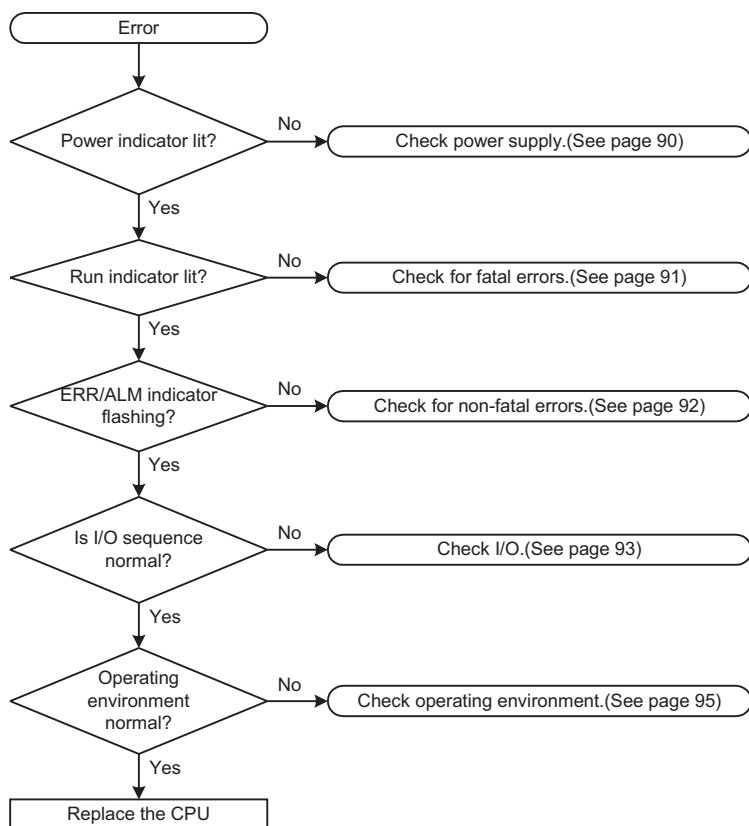 Error
Power indicator lit?
No
Check power supply.(See page 90)
Yes
Run indicator lit?
No
Check for fatal errors.(See page 91)
Yes
ERR/ALM indicator
flashing?
No
Check for non-fatal errors.(See page 92)
Yes
Is I/O sequence
normal?
No
Check I/O.(See page 93)
Yes
Operating
environment
normal?
No
Check operating environment.(See page 95)
Yes
Replace the CPU